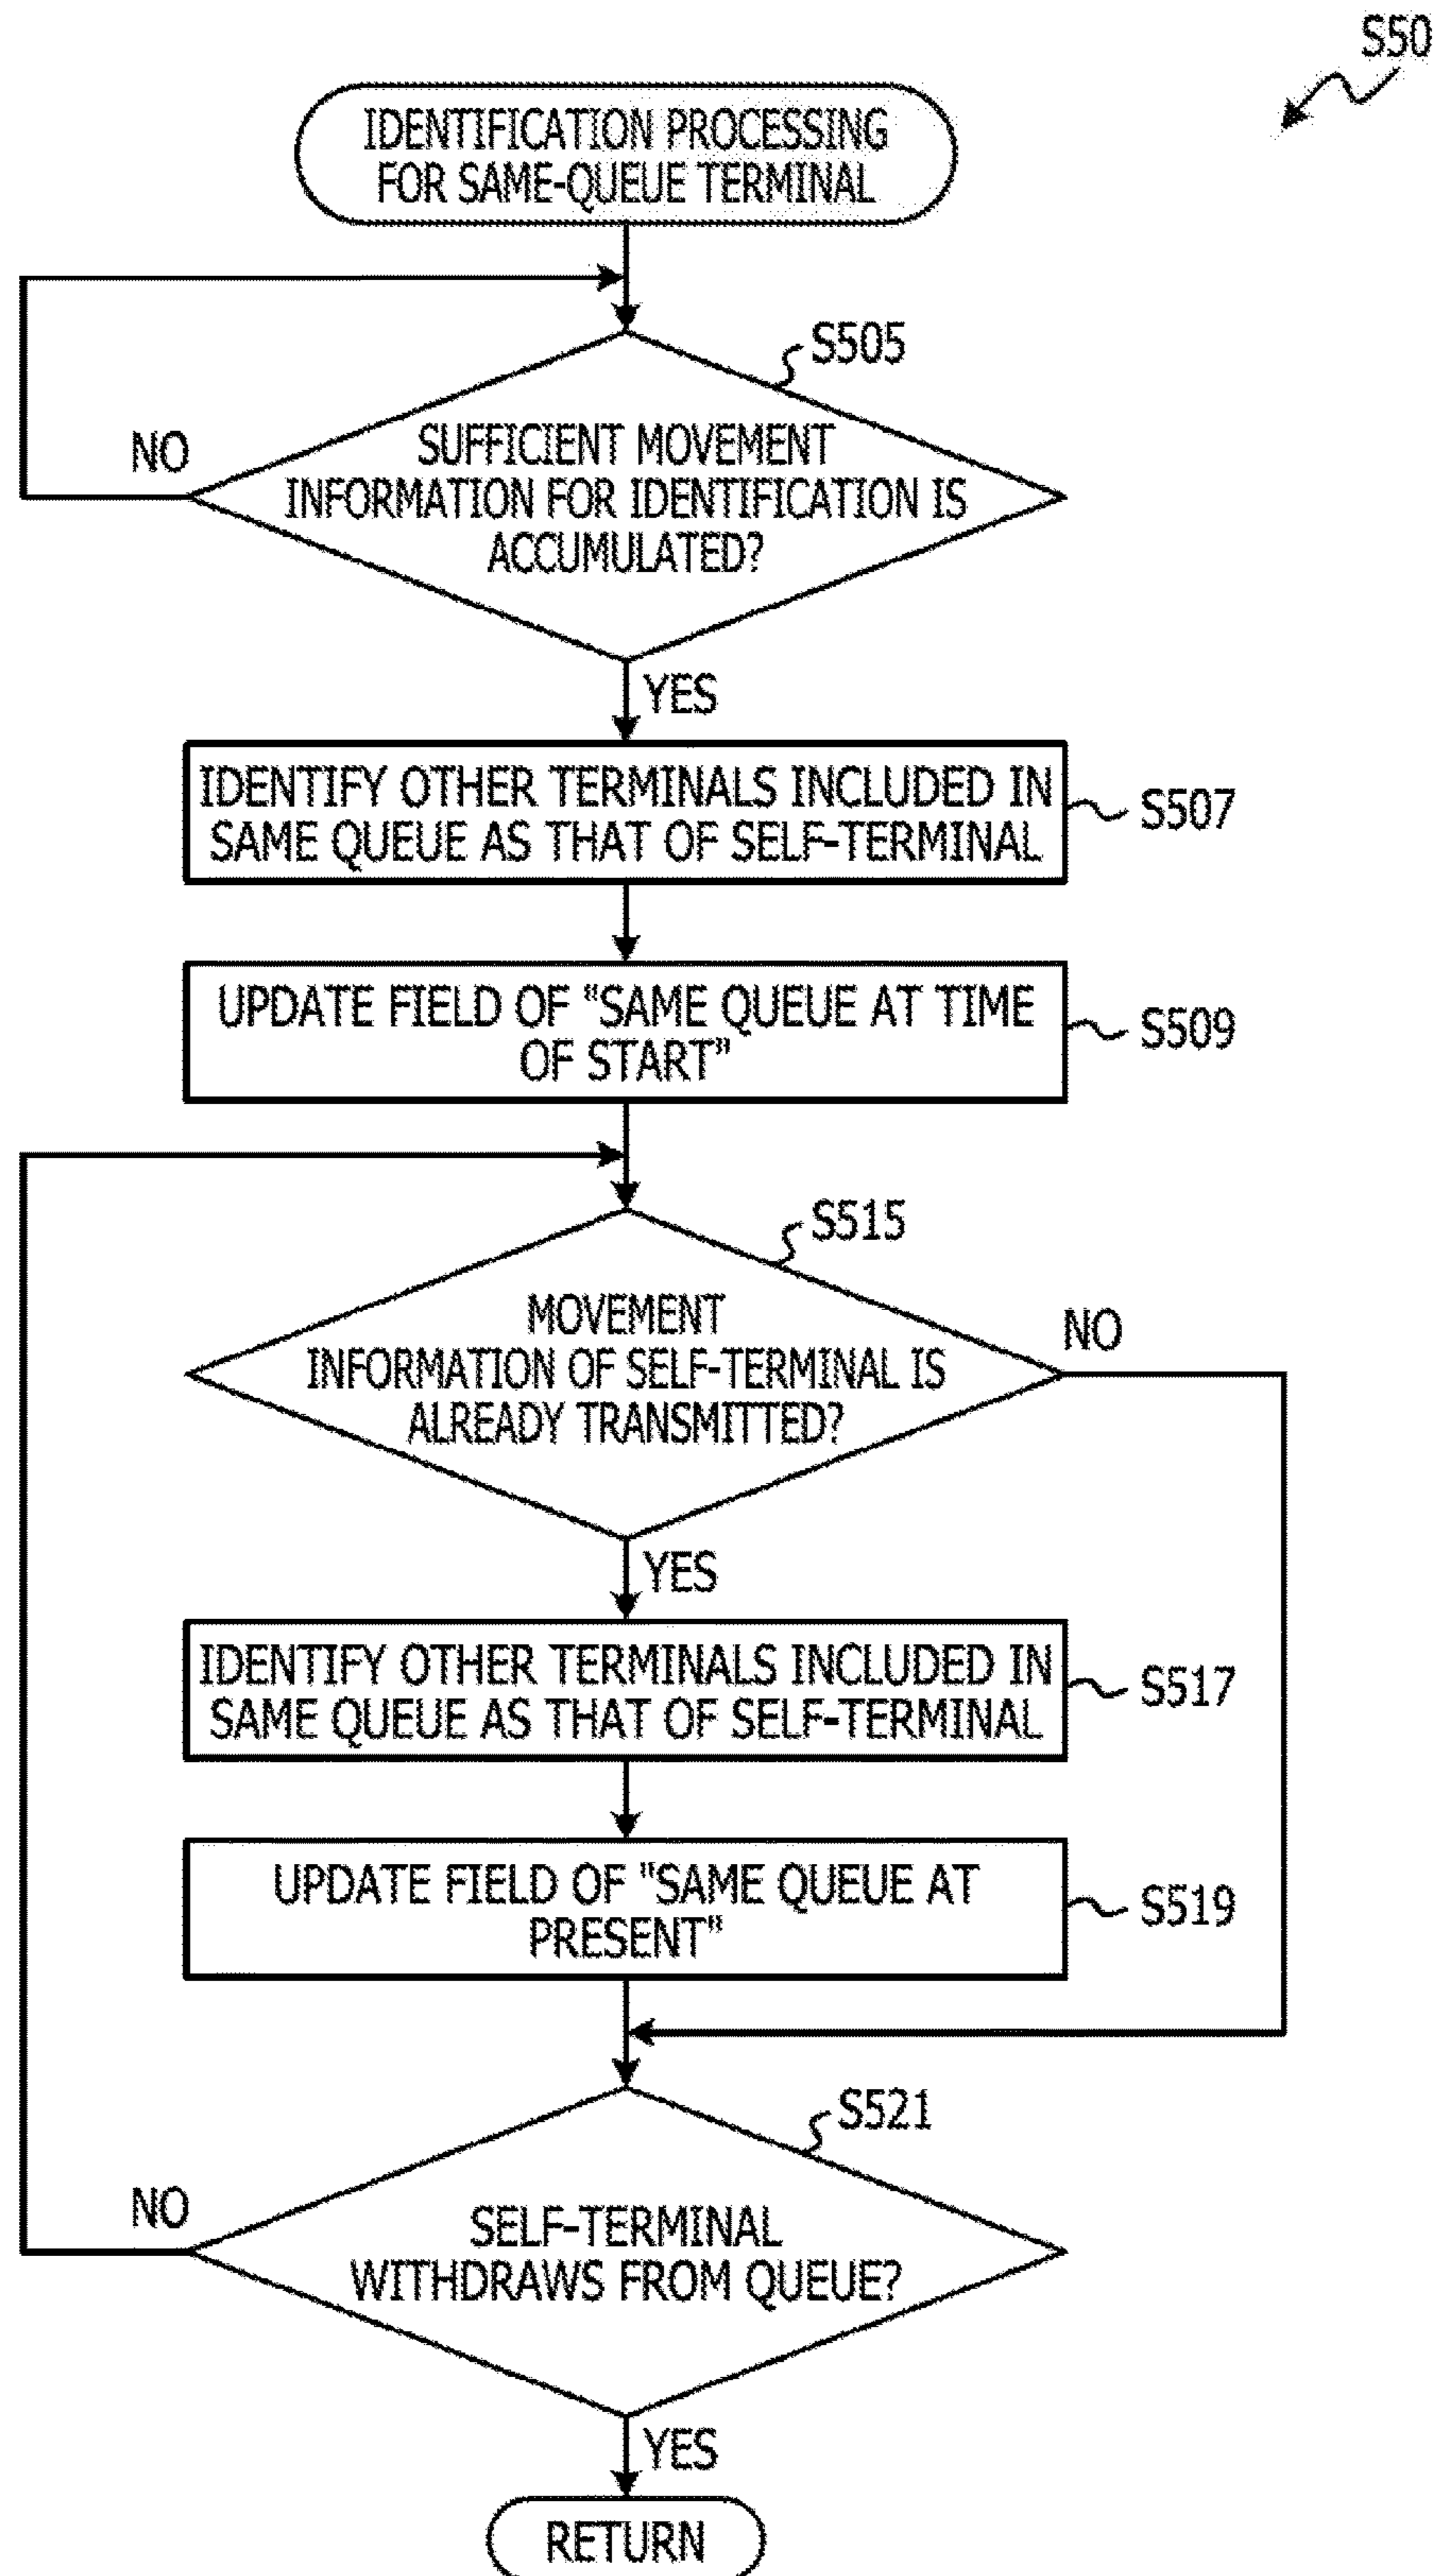 S50
IDENTIFICATION PROCESSING
FOR SAME-QUEUE TERMINAL
S505
NO
SUFFICIENT MOVEMENT
INFORMATION FOR IDENTIFICATION IS
ACCUMULATED?
YES
IDENTIFY OTHER TERMINALS INCLUDED IN
SAME QUEUE AS THAT OF SELF-TERMINAL
S507
UPDATE FIELD OF "SAME QUEUE AT TIME
OF START"
S509
S515
MOVEMENT
INFORMATION OF SELF-TERMINAL IS
ALREADY TRANSMITTED?
NO
YES
IDENTIFY OTHER TERMINALS INCLUDED IN
SAME QUEUE AS THAT OF SELF-TERMINAL
S517
UPDATE FIELD OF "SAME QUEUE AT
PRESENT"
S519
S521
NO
SELF-TERMINAL
WITHDRAWS FROM QUEUE?
YES
RETURN